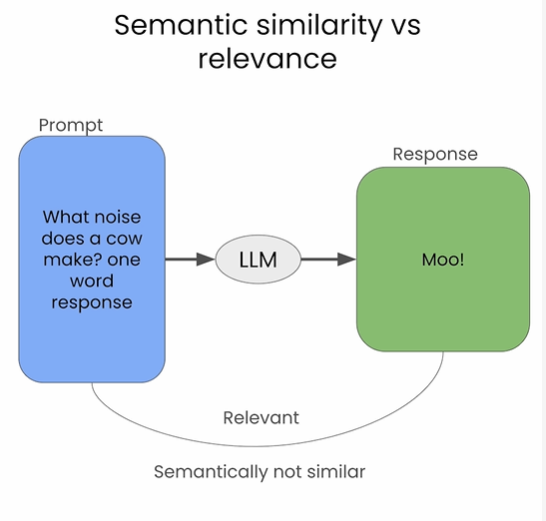 Semantic similarity vs
relevance
Prompt
What noise
does a cow
make? one
word
response
LLM
Response
Moo!
Relevant
Semantically not similar